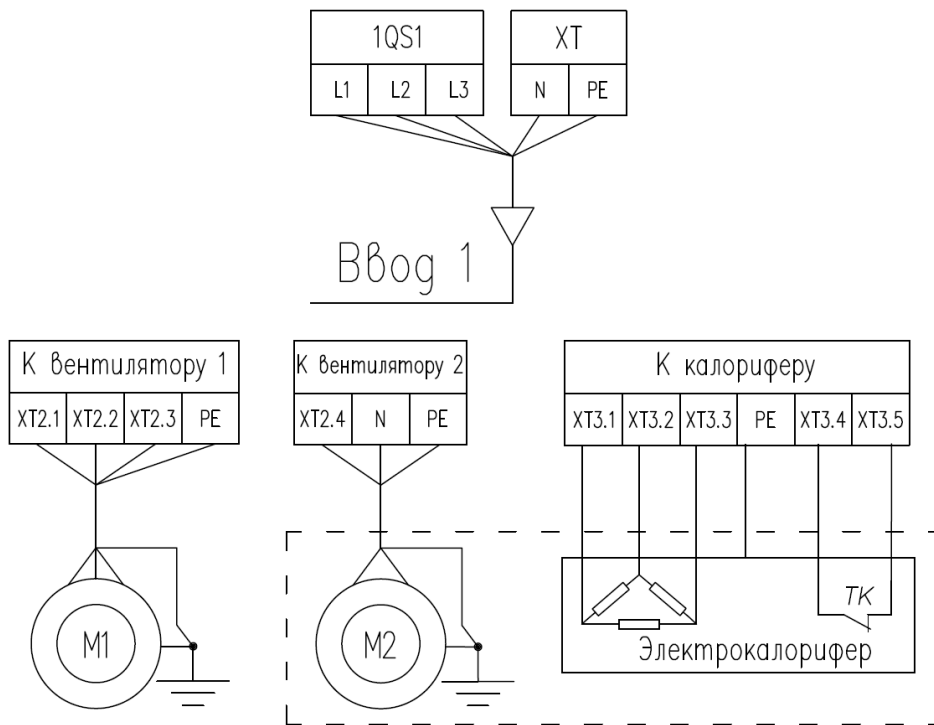 1QS1 XT
L1 L2 L3 N PE
Ввод 1
К вентилятору 1 К вентилятору 2 К калориферу
XT2.1 XT2.2 XT2.3 PE XT2.4 N PE XT3.1 XT3.2 XT3.3 PE XT3.4 XT3.5
TK
M1 M2 Электрокалорифер